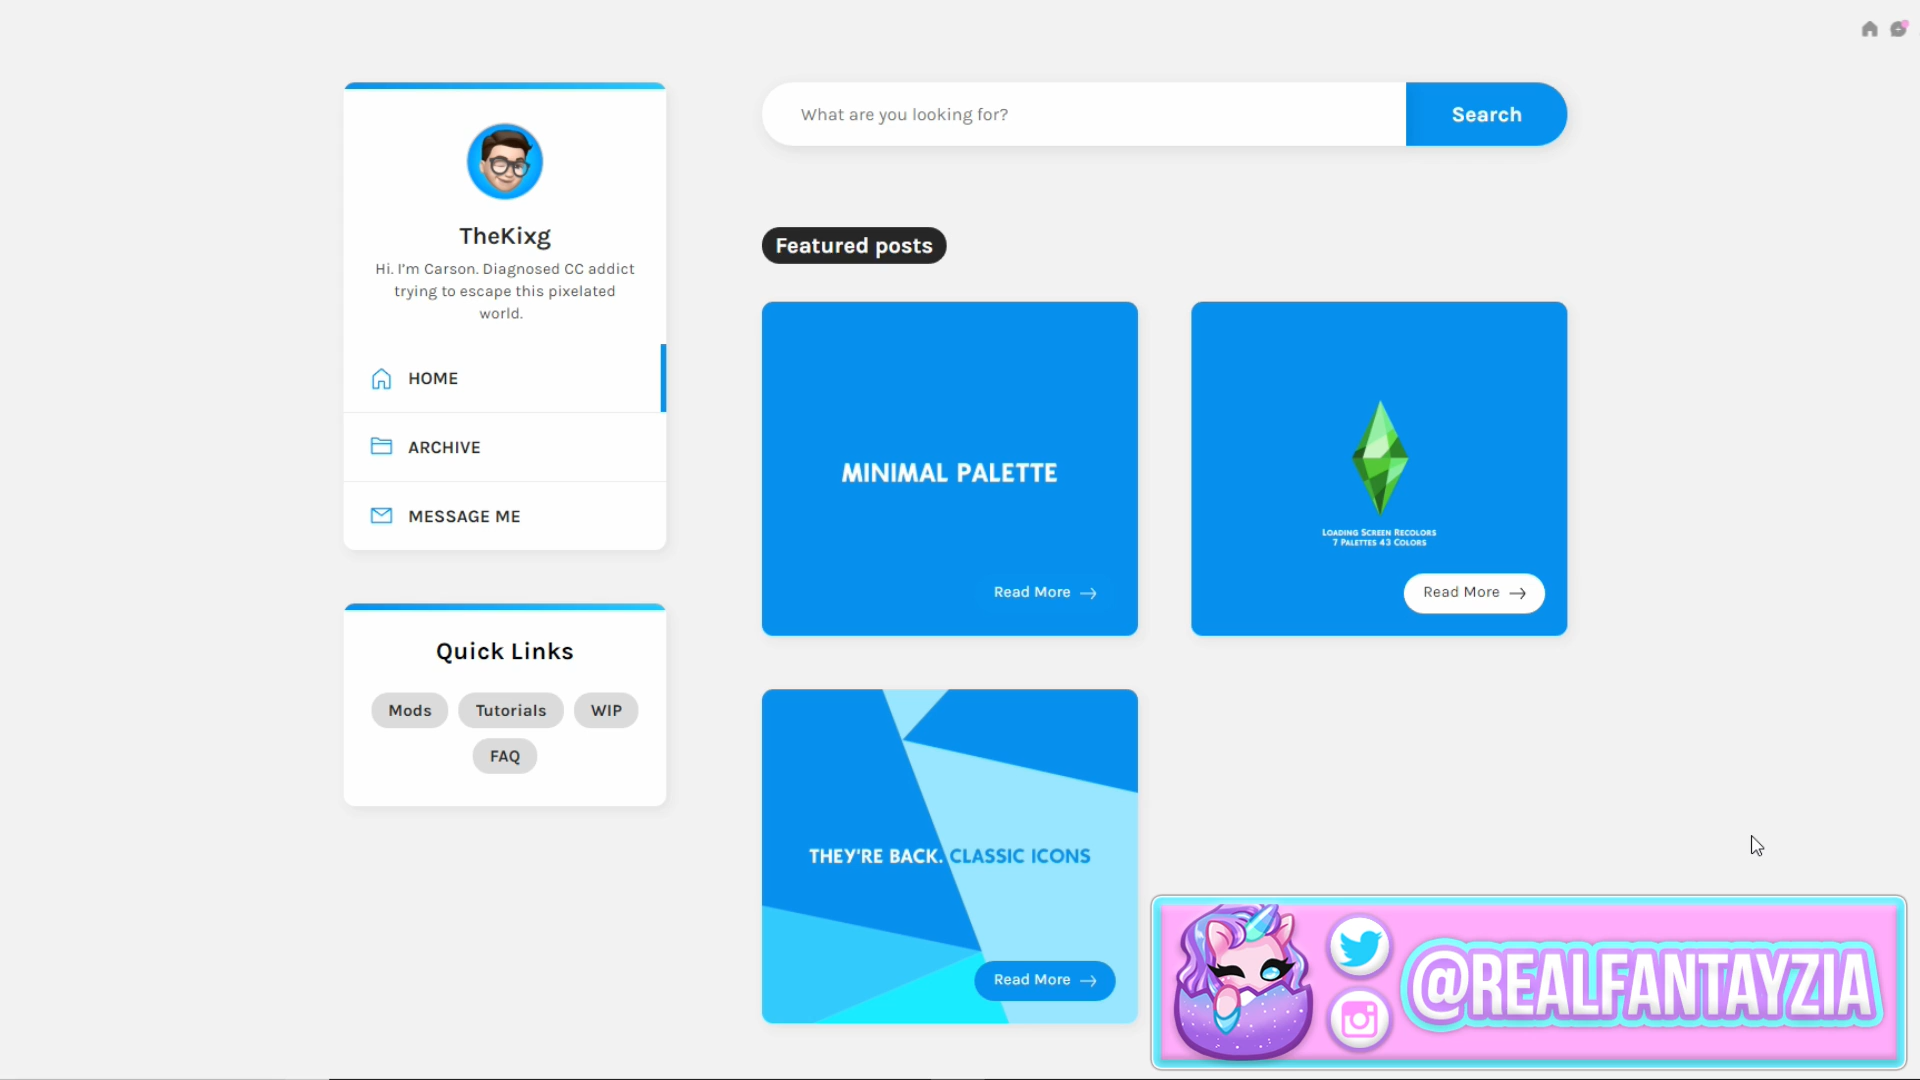 TheKixg
Hi. I'm Carson. Diagnosed CC addict
trying to escape this pixelated
world.
HOME
ARCHIVE
MESSAGE ME
Quick Links
Mods
Tutorials
WIP
FAQ
What are you looking for?
Search
Featured posts
MINIMAL PALETTE
Read More
LOADING SCREEN RECOLORS
7 PALETTES 43 COLORS
Read More
THEY'RE BACK. CLASSIC ICONS
Read More
@REALFANTAYZIA